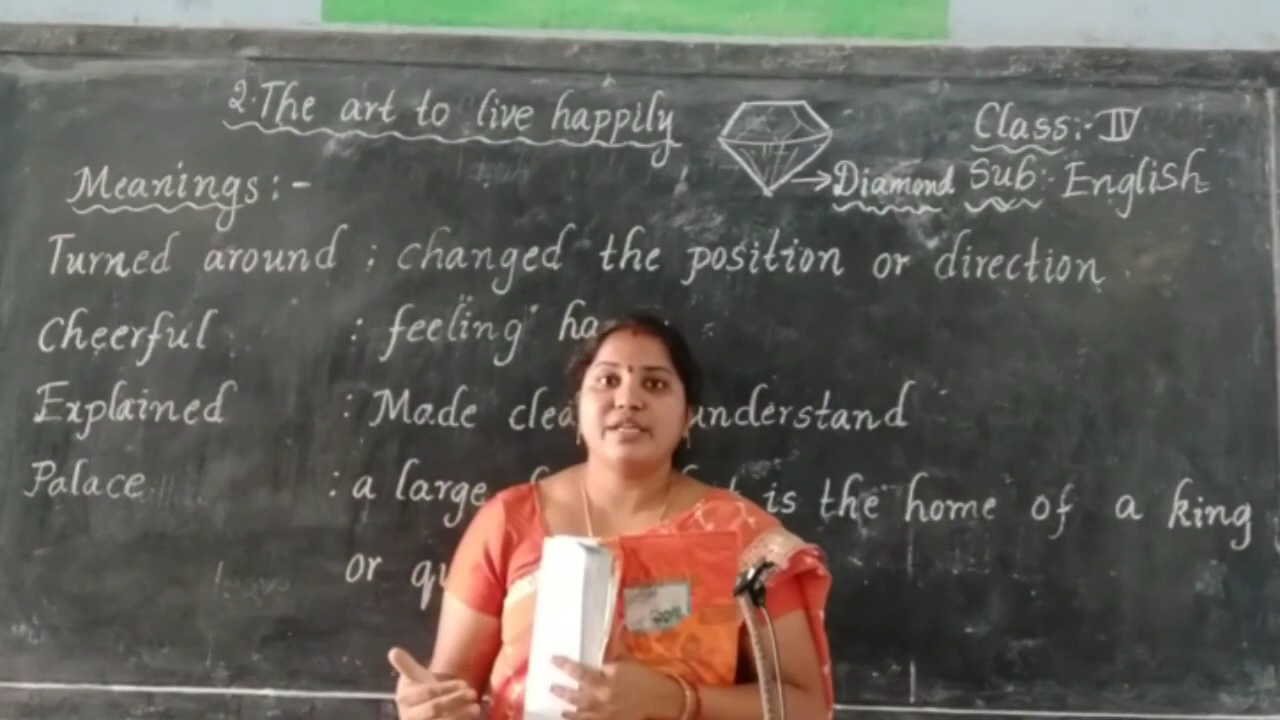 2. The art to live happily
Class:- IV
Diamond
Sub:- English
Meanings:-
Turned around : changed the position or direction
Cheerful : feeling
Explained : Made understand
Palace : a large is the home of a king
or